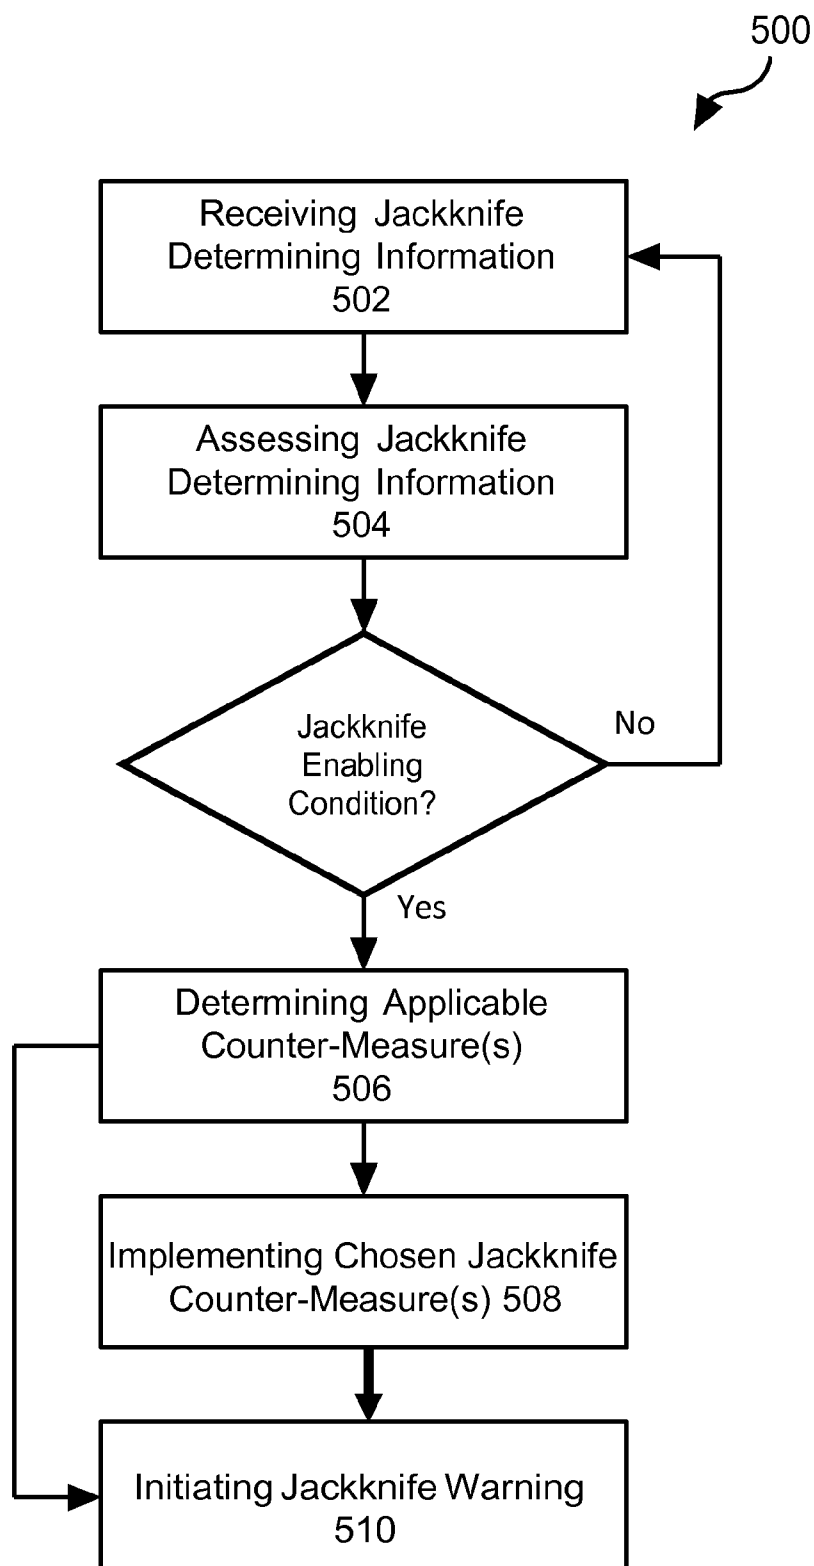 500
Receiving Jackknife
Determining Information
502
Assessing Jackknife
Determining Information
504
Jackknife
Enabling
Condition?
No
Yes
Determining Applicable
Counter-Measure(s)
506
Implementing Chosen Jackknife
Counter-Measure(s) 508
Initiating Jackknife Warning
510